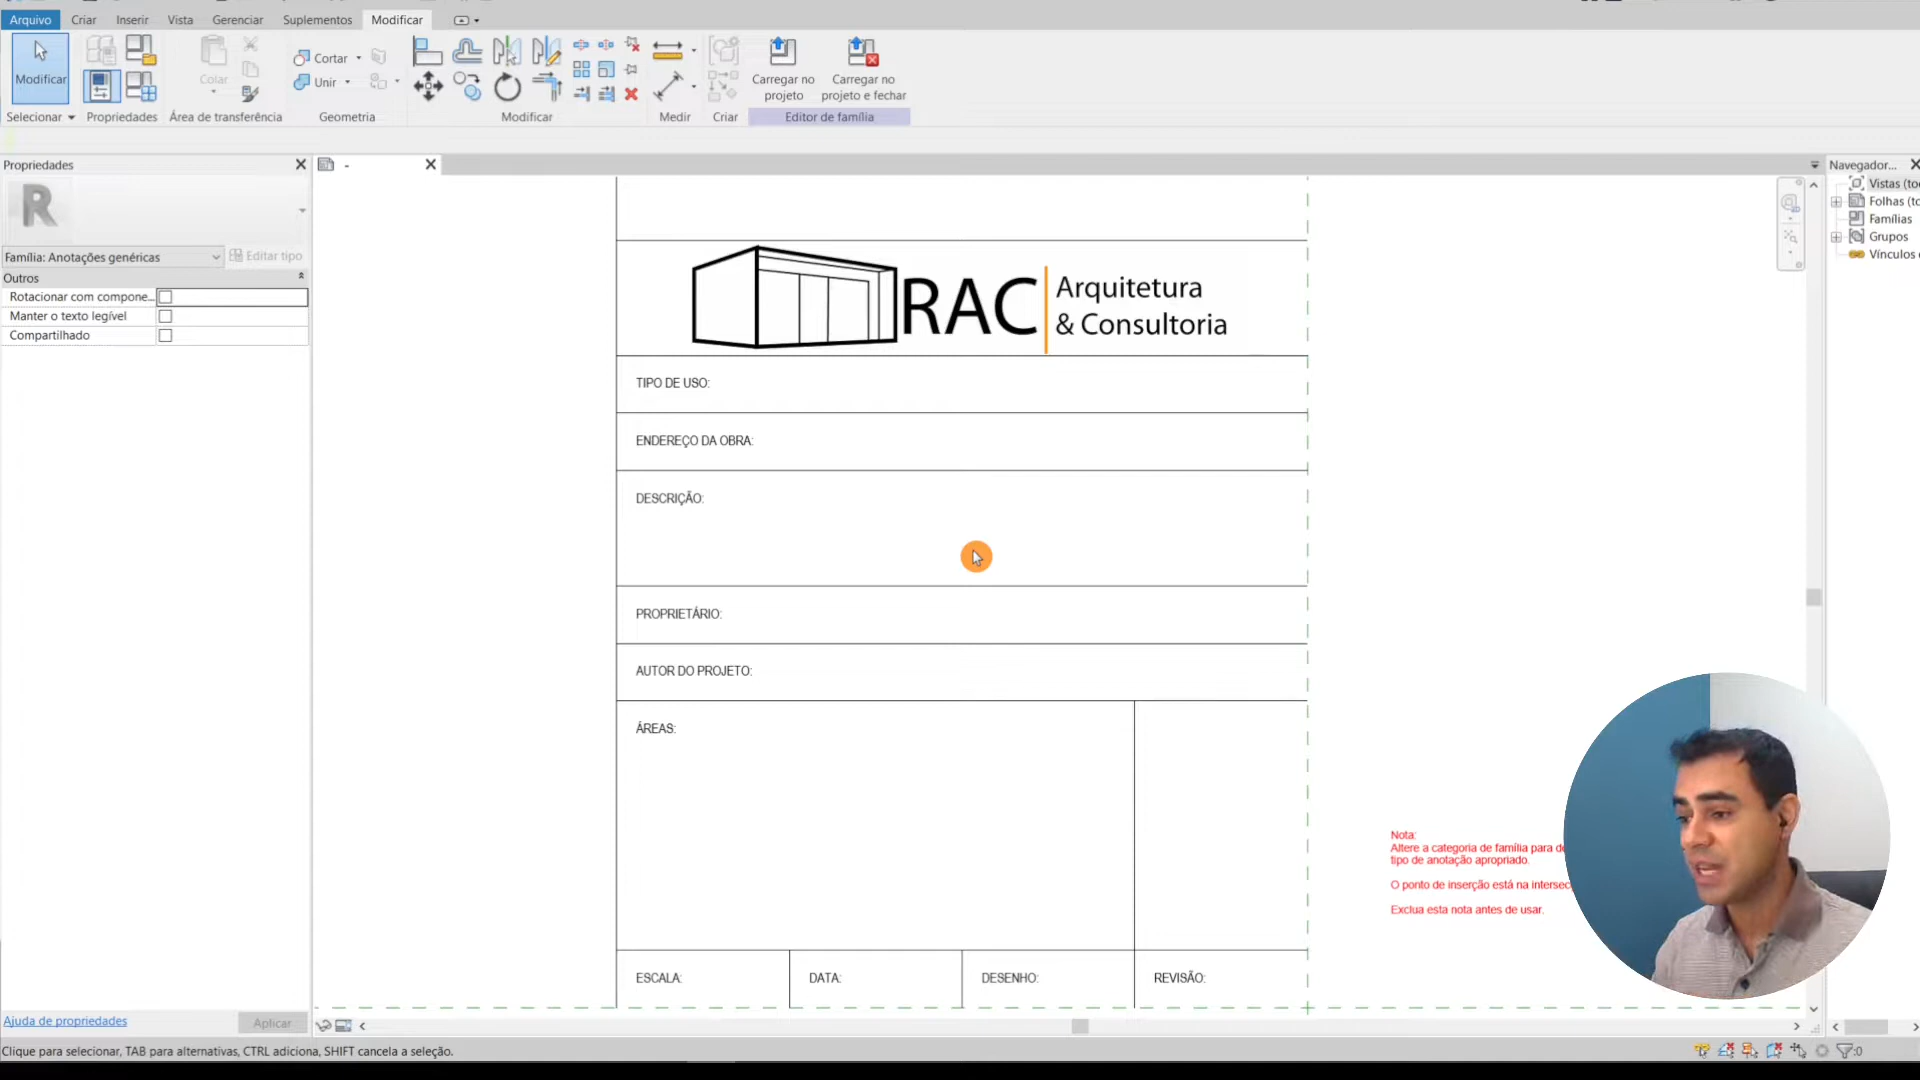 Arquivo Criar Inserir Vista Gerenciar Suplementos Modificar
Modificar
Colar
Cortar
Unir
Carregar no projeto
Carregar no projeto e fechar
Selecionar Propriedades Área de transferência Geometria Modificar Medir Criar Editor de família
Propriedades
-
Navegador...
R
Família: Anotações genéricas
Editar tipo
Outros
Rotacionar com compone...
Manter o texto legível
Compartilhado
Vistas (to
Folhas (to
Famílias
Grupos
Vínculos
RAC
Arquitetura
& Consultoria
TIPO DE USO:
ENDEREÇO DA OBRA:
DESCRIÇÃO:
PROPRIETÁRIO:
AUTOR DO PROJETO:
ÁREAS:
ESCALA: DATA: DESENHO: REVISÃO:
Nota:
Altere a categoria de família para de
tipo de anotação apropriado.
O ponto de inserção está na intersec
Exclua esta nota antes de usar.
Ajuda de propriedades
Aplicar
Clique para selecionar, TAB para alternativas, CTRL adiciona, SHIFT cancela a seleção.
:0